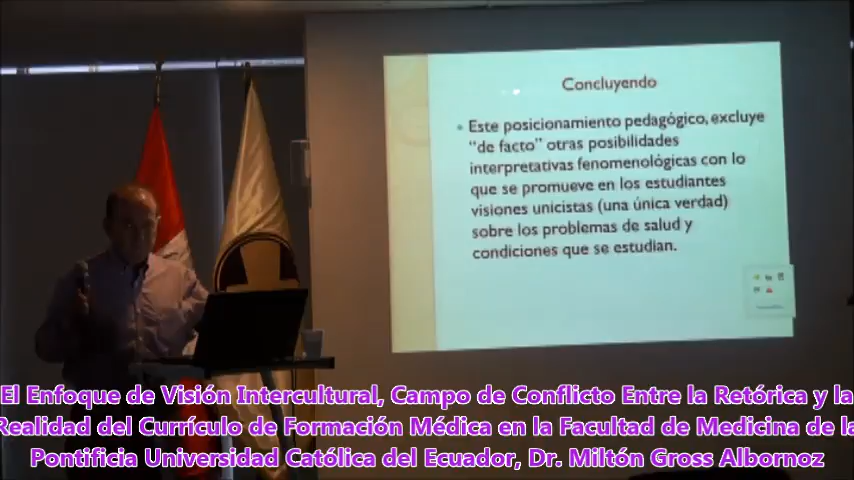 Concluyendo
Este posicionamiento pedagógico, excluye
"de facto" otras posibilidades
interpretativas fenomenológicas con lo
que se promueve en los estudiantes
visiones unicistas (una única verdad)
sobre los problemas de salud y
condiciones que se estudian.
El Enfoque de Visión Intercultural, Campo de Conflicto Entre la Retórica y la
Realidad del Currículo de Formación Médica en la Facultad de Medicina de la
Pontificia Universidad Católica del Ecuador, Dr. Miltón Gross Albornoz